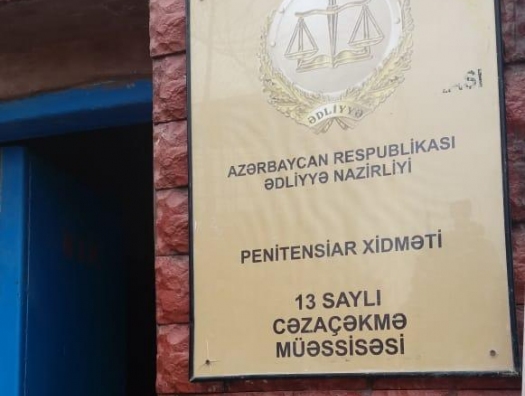 ƏDLİYYƏ
AZƏRBAYCAN RESPUBLİKASI
ƏDLİYYƏ NAZİRLİYİ
PENİTENSİAR XİDMƏTİ
13 SAYLI
CƏZAÇƏKMƏ
MÜƏSSİSƏSİ